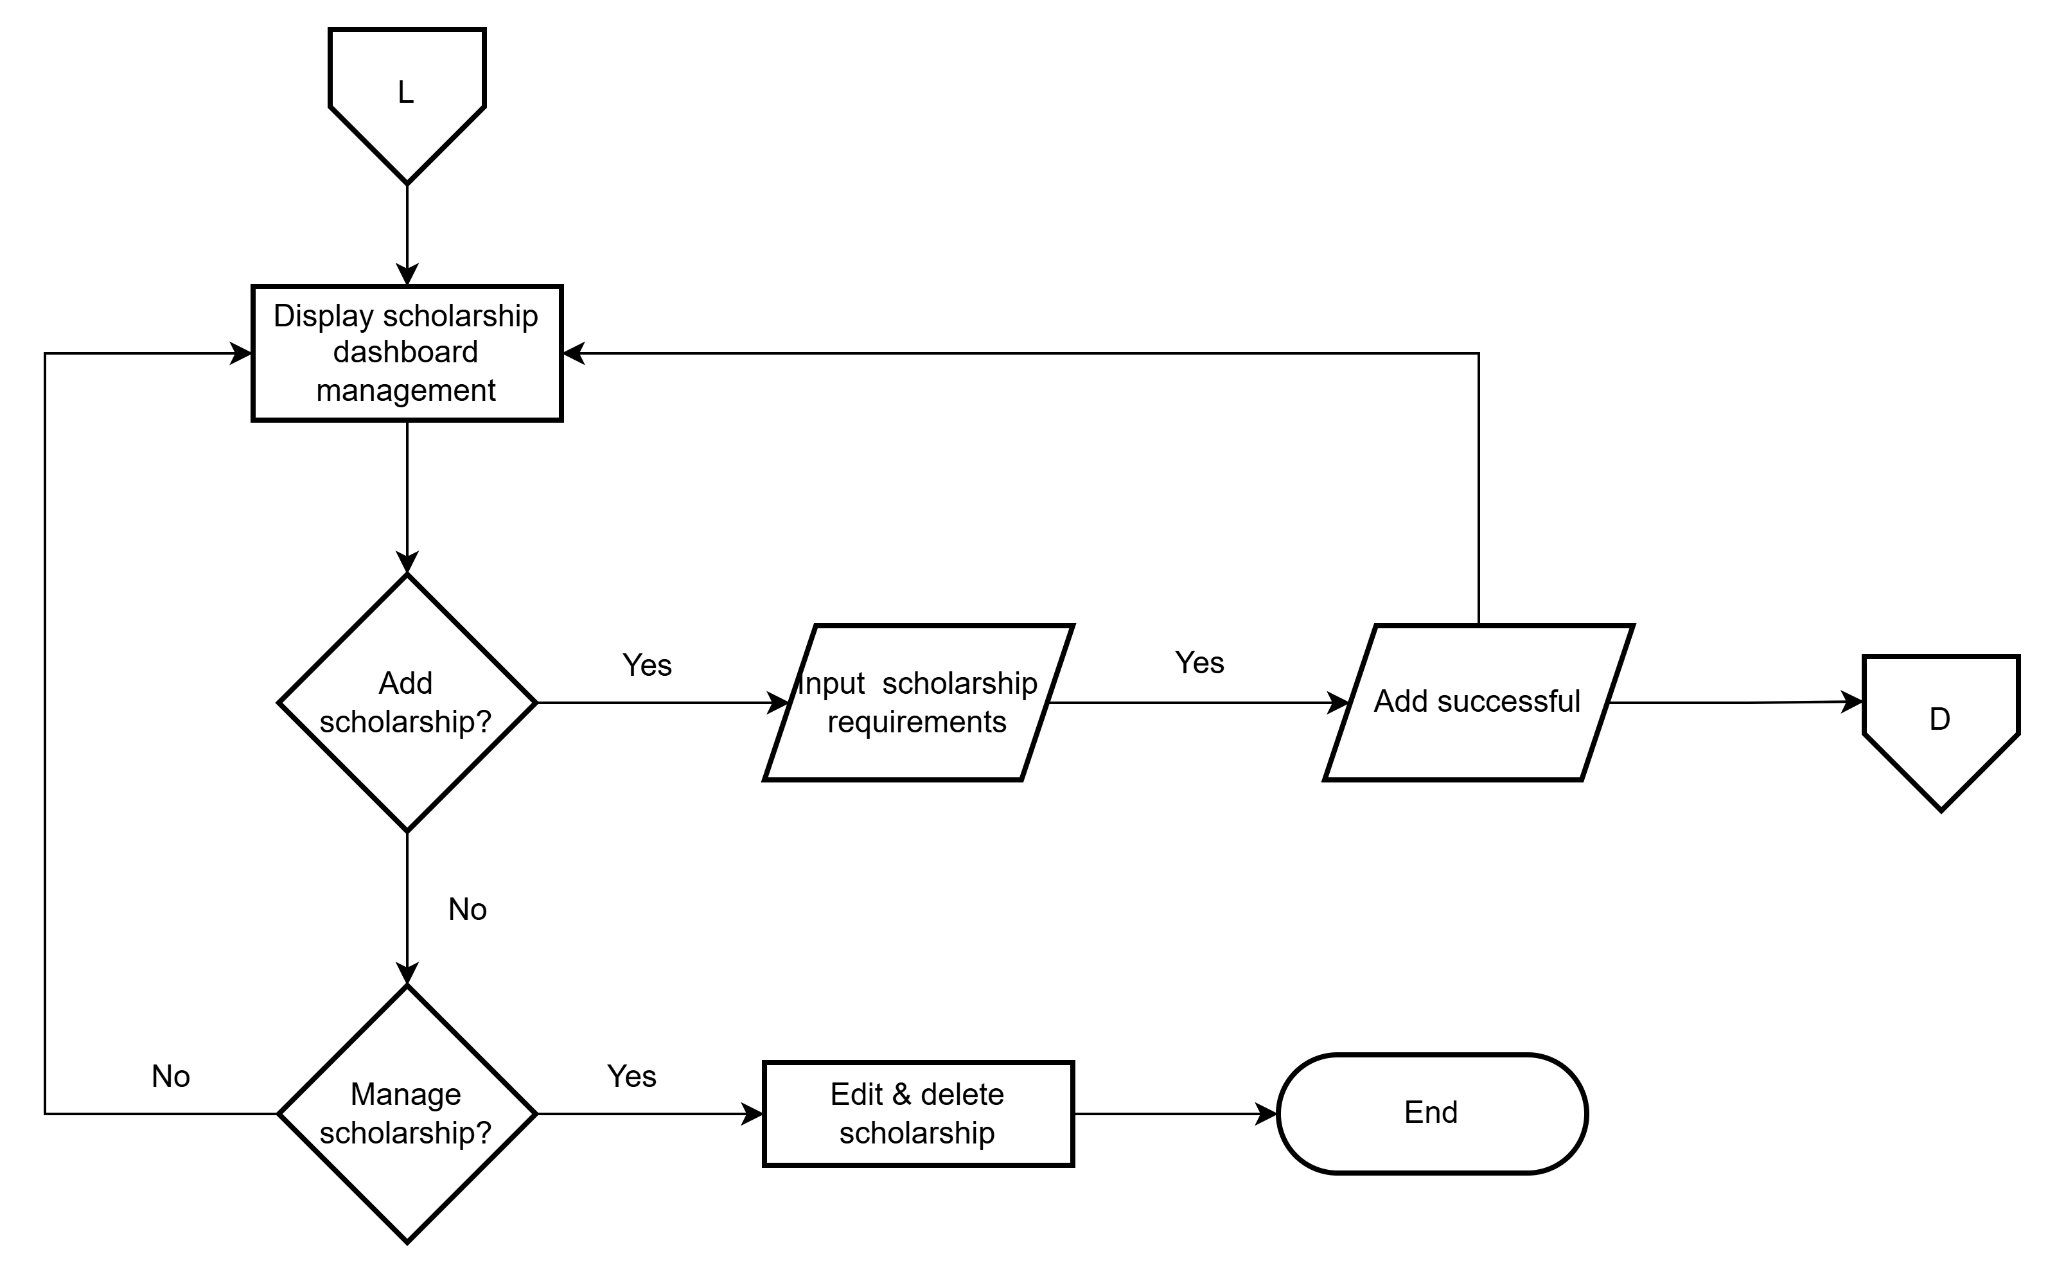 L
Display scholarship
dashboard
management
Add
scholarship?
Yes
Input  scholarship
requirements
Yes
Add successful
D
No
Manage
scholarship?
No
Yes
Edit & delete
scholarship
End